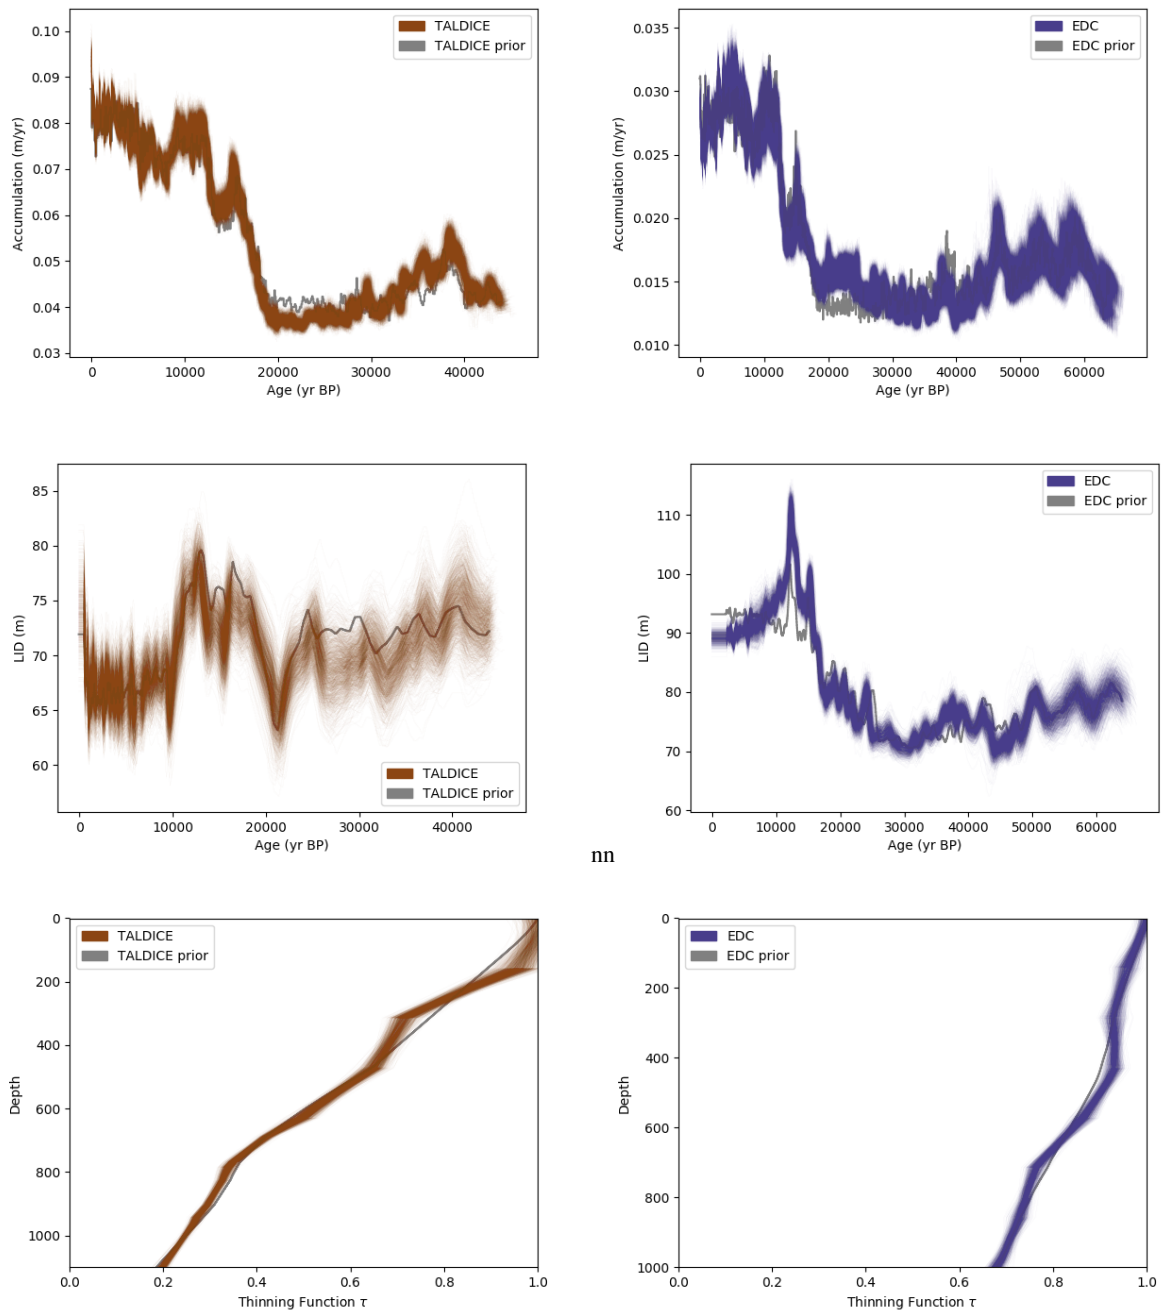 TALDICE
TALDICE prior
0.10
0.09
0.08
0.07
0.06
0.05
0.04
0.03
Accumulation (m/yr)
0 10000 20000 30000 40000
Age (yr BP)
EDC
EDC prior
0.035
0.030
0.025
0.020
0.015
0.010
Accumulation (m/yr)
0 10000 20000 30000 40000 50000 60000
Age (yr BP)
85
80
75
70
65
60
LID (m)
TALDICE
TALDICE prior
0 10000 20000 30000 40000
Age (yr BP)
EDC
EDC prior
110
100
90
80
70
60
LID (m)
0 10000 20000 30000 40000 50000 60000
Age (yr BP)
nn
TALDICE
TALDICE prior
0
200
400
600
800
1000
Depth
0.0 0.2 0.4 0.6 0.8 1.0
Thinning Function τ
EDC
EDC prior
0
200
400
600
800
1000
Depth
0.0 0.2 0.4 0.6 0.8 1.0
Thinning Function τ